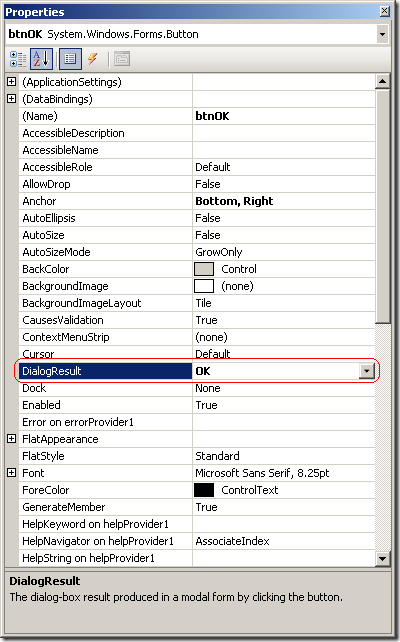 Properties
btnOK System.Windows.Forms.Button
(ApplicationSettings)
(DataBindings)
(Name) btnOK
AccessibleDescription
AccessibleName
AccessibleRole Default
AllowDrop False
Anchor Bottom, Right
AutoEllipsis False
AutoSize False
AutoSizeMode GrowOnly
BackColor Control
BackgroundImage (none)
BackgroundImageLayout Tile
CausesValidation True
ContextMenuStrip (none)
Cursor Default
DialogResult OK
Dock None
Enabled True
Error on errorProvider1
FlatAppearance
FlatStyle Standard
Font Microsoft Sans Serif, 8.25pt
ForeColor ControlText
GenerateMember True
HelpKeyword on helpProvider1
HelpNavigator on helpProvider1 AssociateIndex
HelpString on helpProvider1
DialogResult
The dialog-box result produced in a modal form by clicking the button.